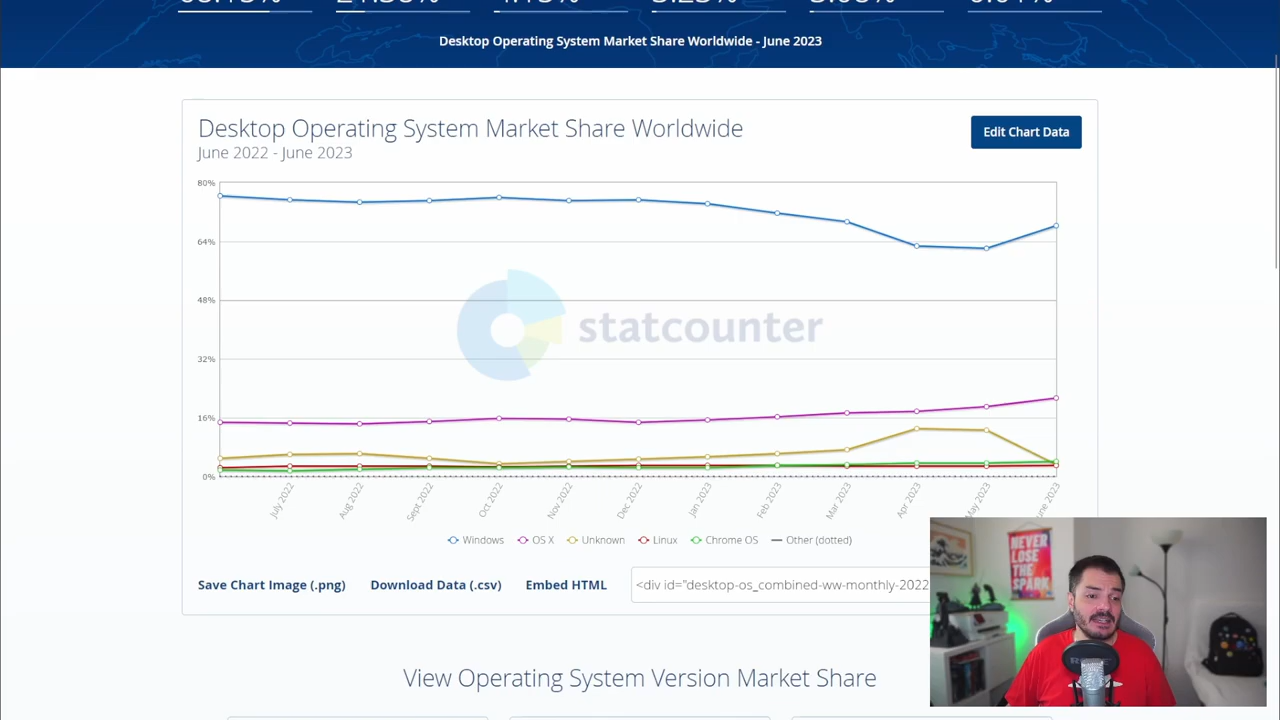 Desktop Operating System Market Share Worldwide - June 2023
Desktop Operating System Market Share Worldwide
June 2022 - June 2023
Edit Chart Data
80%
64%
48%
32%
16%
0%
statcounter
July 2022
Aug 2022
Sept 2022
Oct 2022
Nov 2022
Dec 2022
Jan 2023
Feb 2023
Mar 2023
Apr 2023
May 2023
June 2023
Windows OS X Unknown Linux Chrome OS Other (dotted)
Save Chart Image (.png) Download Data (.csv) Embed HTML <div id="desktop-os_combined-ww-monthly-2022
NEVER
LOSE
THE
SPARK
View Operating System Version Market Share